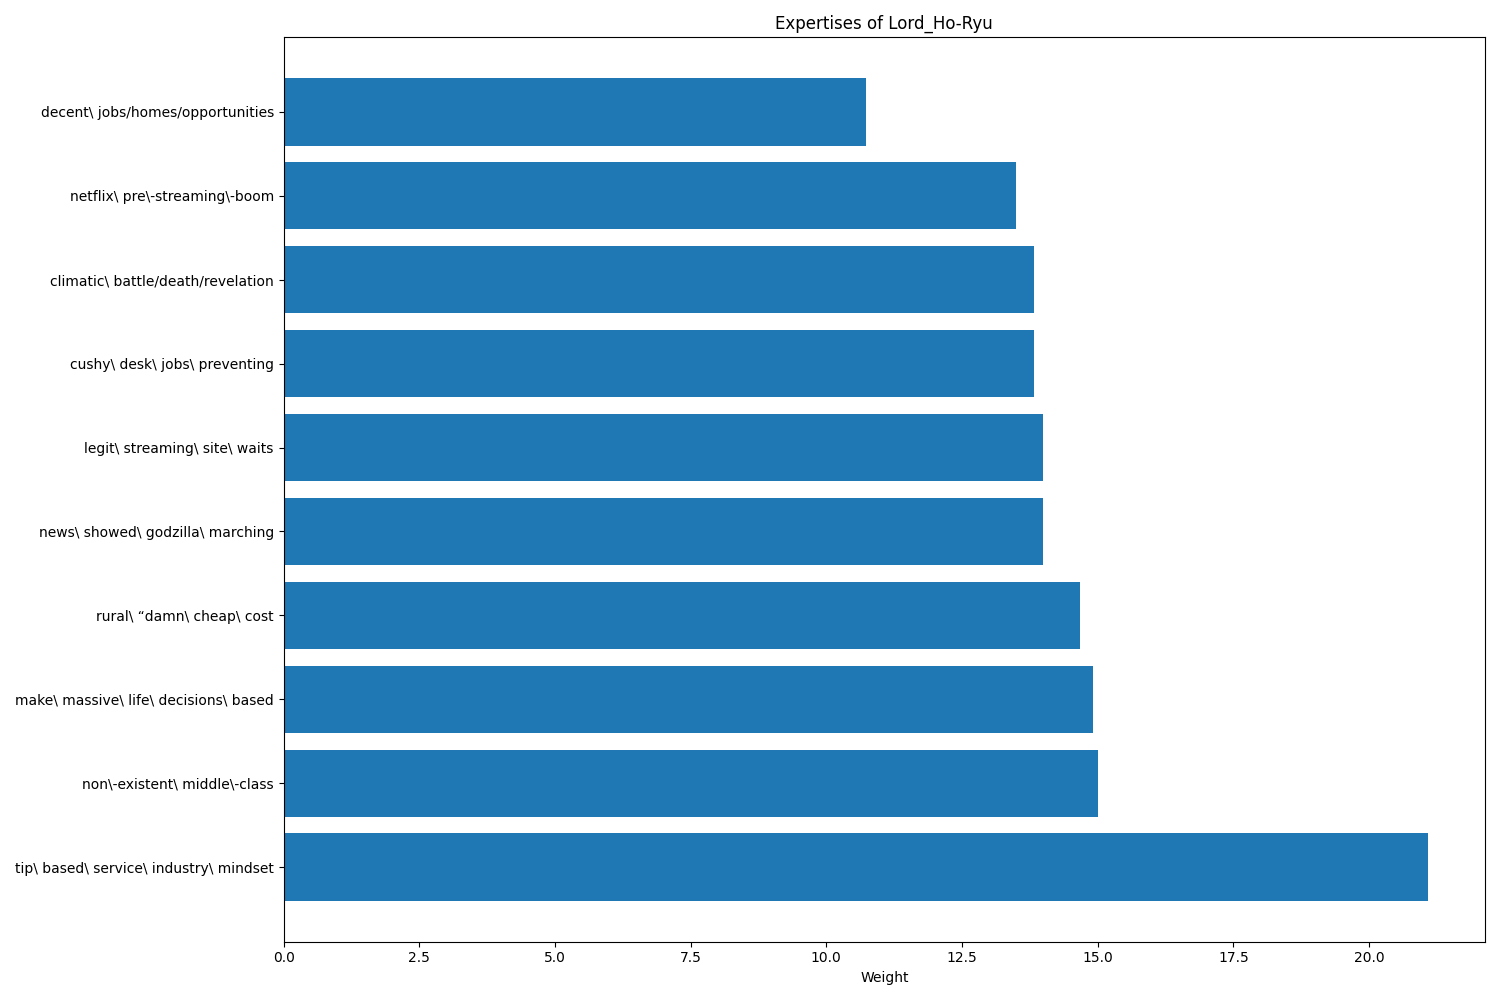 Expertises of Lord_Ho-Ryu
decent\ jobs/homes/opportunities
netflix\ pre\-streaming\-boom
climatic\ battle/death/revelation
cushy\ desk\ jobs\ preventing
legit\ streaming\ site\ waits
news\ showed\ godzilla\ marching
rural\ “damn\ cheap\ cost
make\ massive\ life\ decisions\ based
non\-existent\ middle\-class
tip\ based\ service\ industry\ mindset
0.0 2.5 5.0 7.5 10.0 12.5 15.0 17.5 20.0
Weight